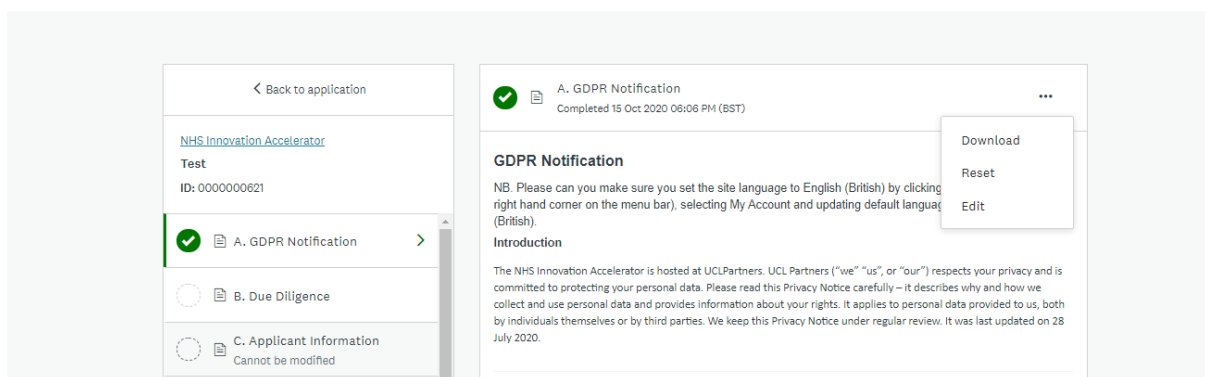 Back to application
NHS Innovation Accelerator
Test
ID: 0000000621
A. GDPR Notification
B. Due Diligence
C. Applicant Information
Cannot be modified
A. GDPR Notification
Completed 15 Oct 2020 06:06 PM (BST)
Download
Reset
Edit
GDPR Notification
NB. Please can you make sure you set the site language to English (British) by clicking
right hand corner on the menu bar), selecting My Account and updating default languag
(British).
Introduction
The NHS Innovation Accelerator is hosted at UCLPartners. UCL Partners (“we” “us”, or “our”) respects your privacy and is
committed to protecting your personal data. Please read this Privacy Notice carefully – it describes why and how we
collect and use personal data and provides information about your rights. It applies to personal data provided to us, both
by individuals themselves or by third parties. We keep this Privacy Notice under regular review. It was last updated on 28
July 2020.